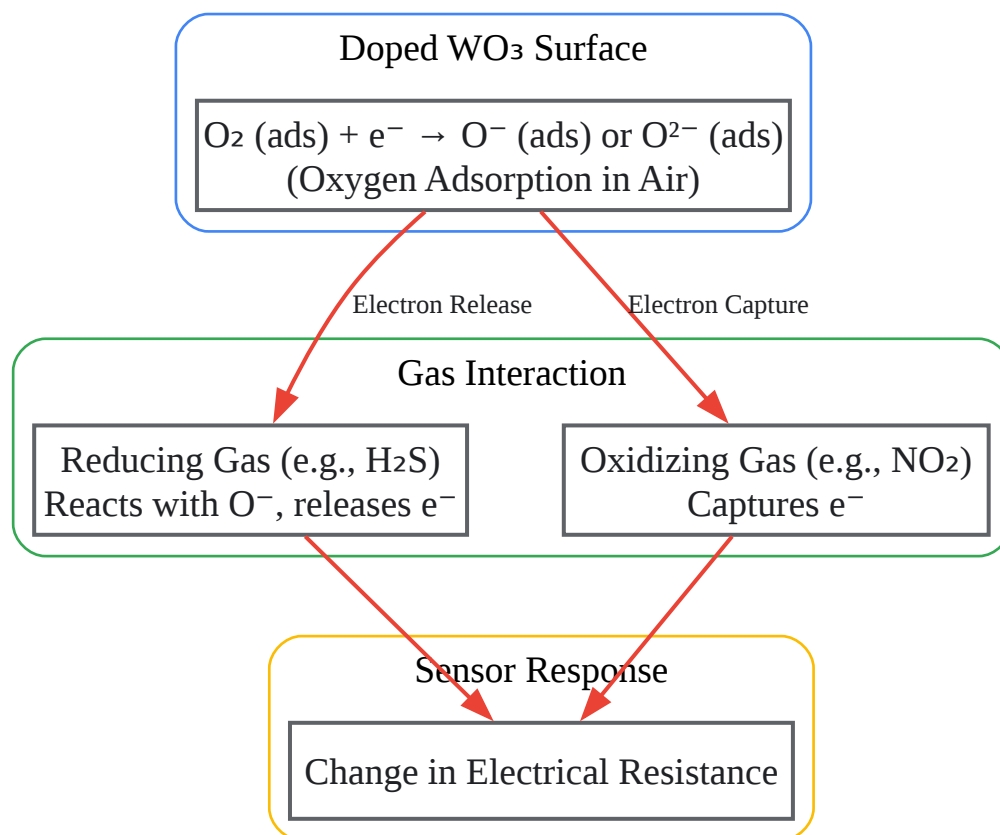 Doped WO₃ Surface
O₂ (ads) + e⁻ → O⁻ (ads) or O²⁻ (ads)
(Oxygen Adsorption in Air)
Electron Release
Electron Capture
Gas Interaction
Reducing Gas (e.g., H₂S)
Reacts with O⁻, releases e⁻
Oxidizing Gas (e.g., NO₂)
Captures e⁻
Sensor Response
Change in Electrical Resistance